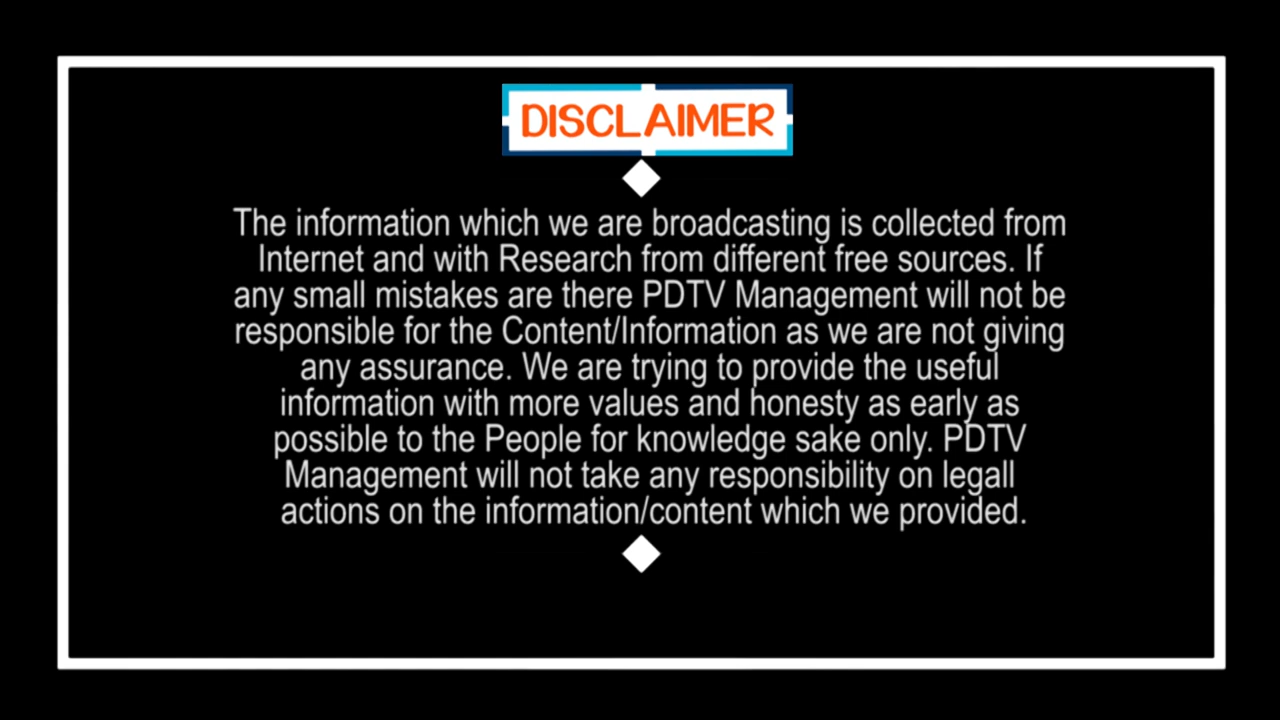 DISCLAIMER
The information which we are broadcasting is collected from
Internet and with Research from different free sources. If
any small mistakes are there PDTV Management will not be
responsible for the Content/Information as we are not giving
any assurance. We are trying to provide the useful
information with more values and honesty as early as
possible to the People for knowledge sake only. PDTV
Management will not take any responsibility on legall
actions on the information/content which we provided.